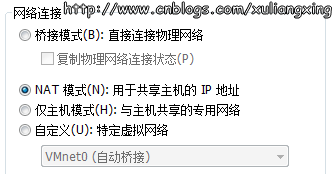 http://www.cnblogs.com/xuliangxing
网络连接
桥接模式(B): 直接连接物理网络
复制物理网络连接状态(P)
NAT 模式(N): 用于共享主机的 IP 地址
仅主机模式(H): 与主机共享的专用网络
自定义(U): 特定虚拟网络
VMnet0 (自动桥接)